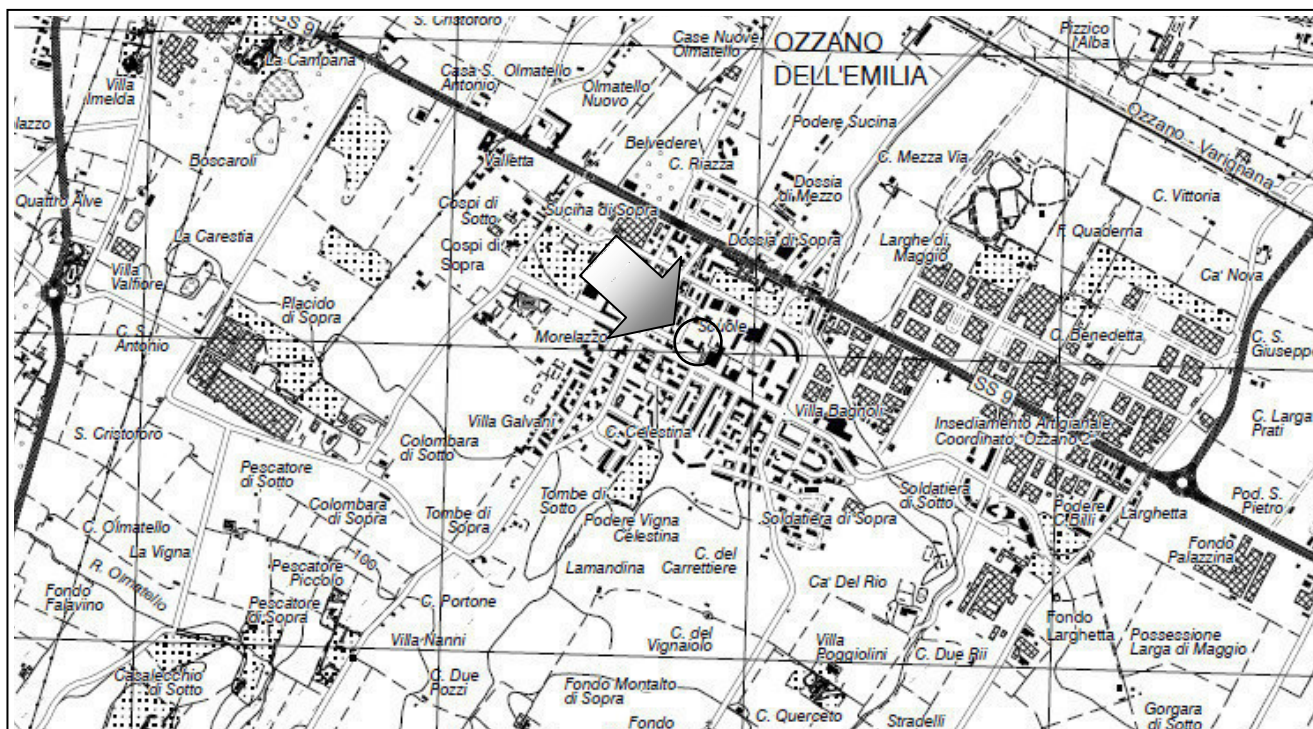 SS 9
S. Cristoforo
Case Nuove
Olmatello
OZZANO
DELL'EMILIA
Pizzico
l'Alba
La Campana
Villa
Imelda
Casa S.
Antonio
Olmatello
Olmatello
Nuovo
Podere Sucina
Ozzano - Varignana
Boscaroli
Valletta
Belvedere
C. Riazza
C. Mezza Via
Dossia
di Mezzo
C. Vittoria
Quattro Alve
Cospi di
Sotto
Sucina di Sopra
La Carestia
Cospi di
Sopra
Dossia di Sopra
Larghe di
Maggio
F. Quaderna
Villa
Valfiore
Ca' Nova
Placido
di Sopra
C. S.
Antonio
Morelazzo
Scuole
C. Benedetta
C. S.
Giuseppe
SS 9
Villa Galvani
Villa Bagnoli
S. Cristoforo
C. Celestina
Insediamento Artigianale
Coordinato "Ozzano 2"
C. Larga
Prati
Colombara
di Sotto
Pescatore
di Sotto
Tombe di
Sotto
Soldatiera
di Sotto
Colombara
di Sopra
Tombe di
Sopra
Podere Vigna
Celestina
Soldatiera di Sopra
Podere
C. Billi
Larghetta
Pod. S.
Pietro
C. Olmatello
La Vigna
R. Olmatello
100
Fondo
Palazzina
Pescatore
Piccolo
Lamandina
C. del
Carrettiere
Ca' Del Rio
Fondo
Falavino
Pescatore
di Sopra
C. Portone
Fondo
Larghetta
Villa Nanni
C. del
Vignaiolo
Villa
Poggiolini
C. Due Rii
Possessione
Larga di Maggio
Casalecchio
di Sotto
C. Due
Pozzi
Fondo Montalto
di Sopra
C. Querceto
Stradelli
Gorgara
di Sotto
Fondo